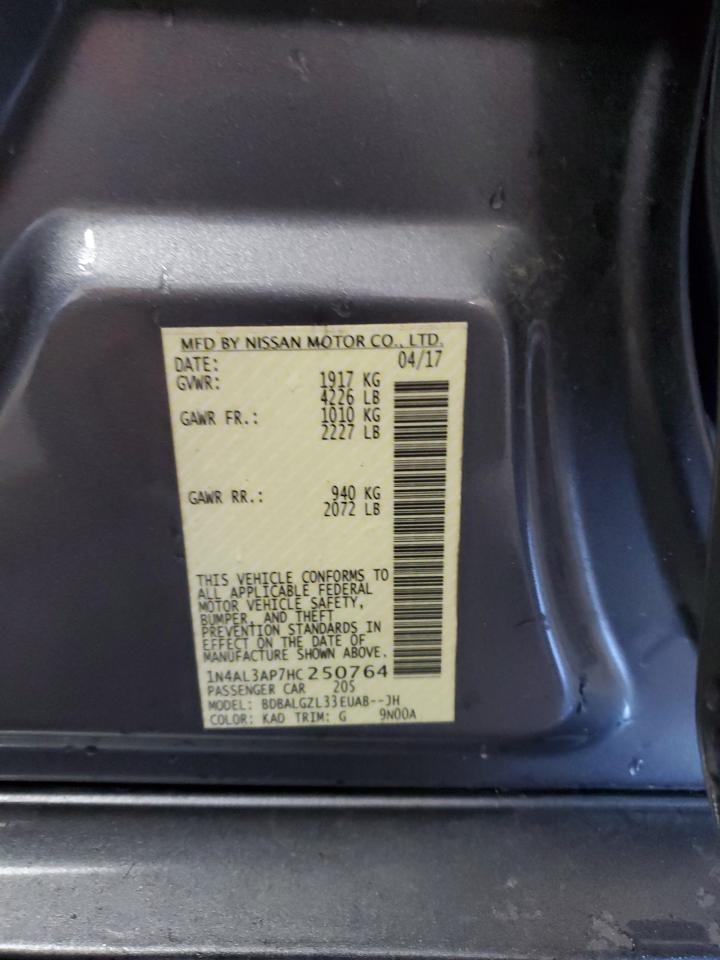 MFD BY NISSAN MOTOR CO., LTD.
DATE: 04/17
GVWR: 1917 KG
4226 LB
GAWR FR.: 1010 KG
2227 LB
GAWR RR.: 940 KG
2072 LB
THIS VEHICLE CONFORMS TO
ALL APPLICABLE FEDERAL
MOTOR VEHICLE SAFETY,
BUMPER, AND THEFT
PREVENTION STANDARDS IN
EFFECT ON THE DATE OF
MANUFACTURE SHOWN ABOVE.
1N4AL3AP7HC250764
PASSENGER CAR 205
MODEL: BDBALGZL33EUAB--JH
COLOR: KAD TRIM: G 9N00A